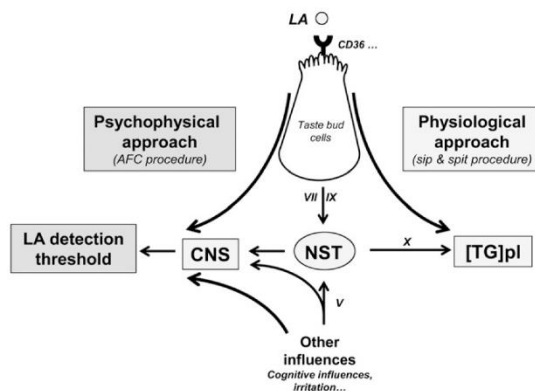 LA
CD36 ...
Psychophysical
approach
(AFC procedure)
Taste bud
cells
Physiological
approach
(sip & spit procedure)
VII
IX
LA detection
threshold
CNS
NST
X
[TG]pl
V
Other
influences
Cognitive influences,
irritation...